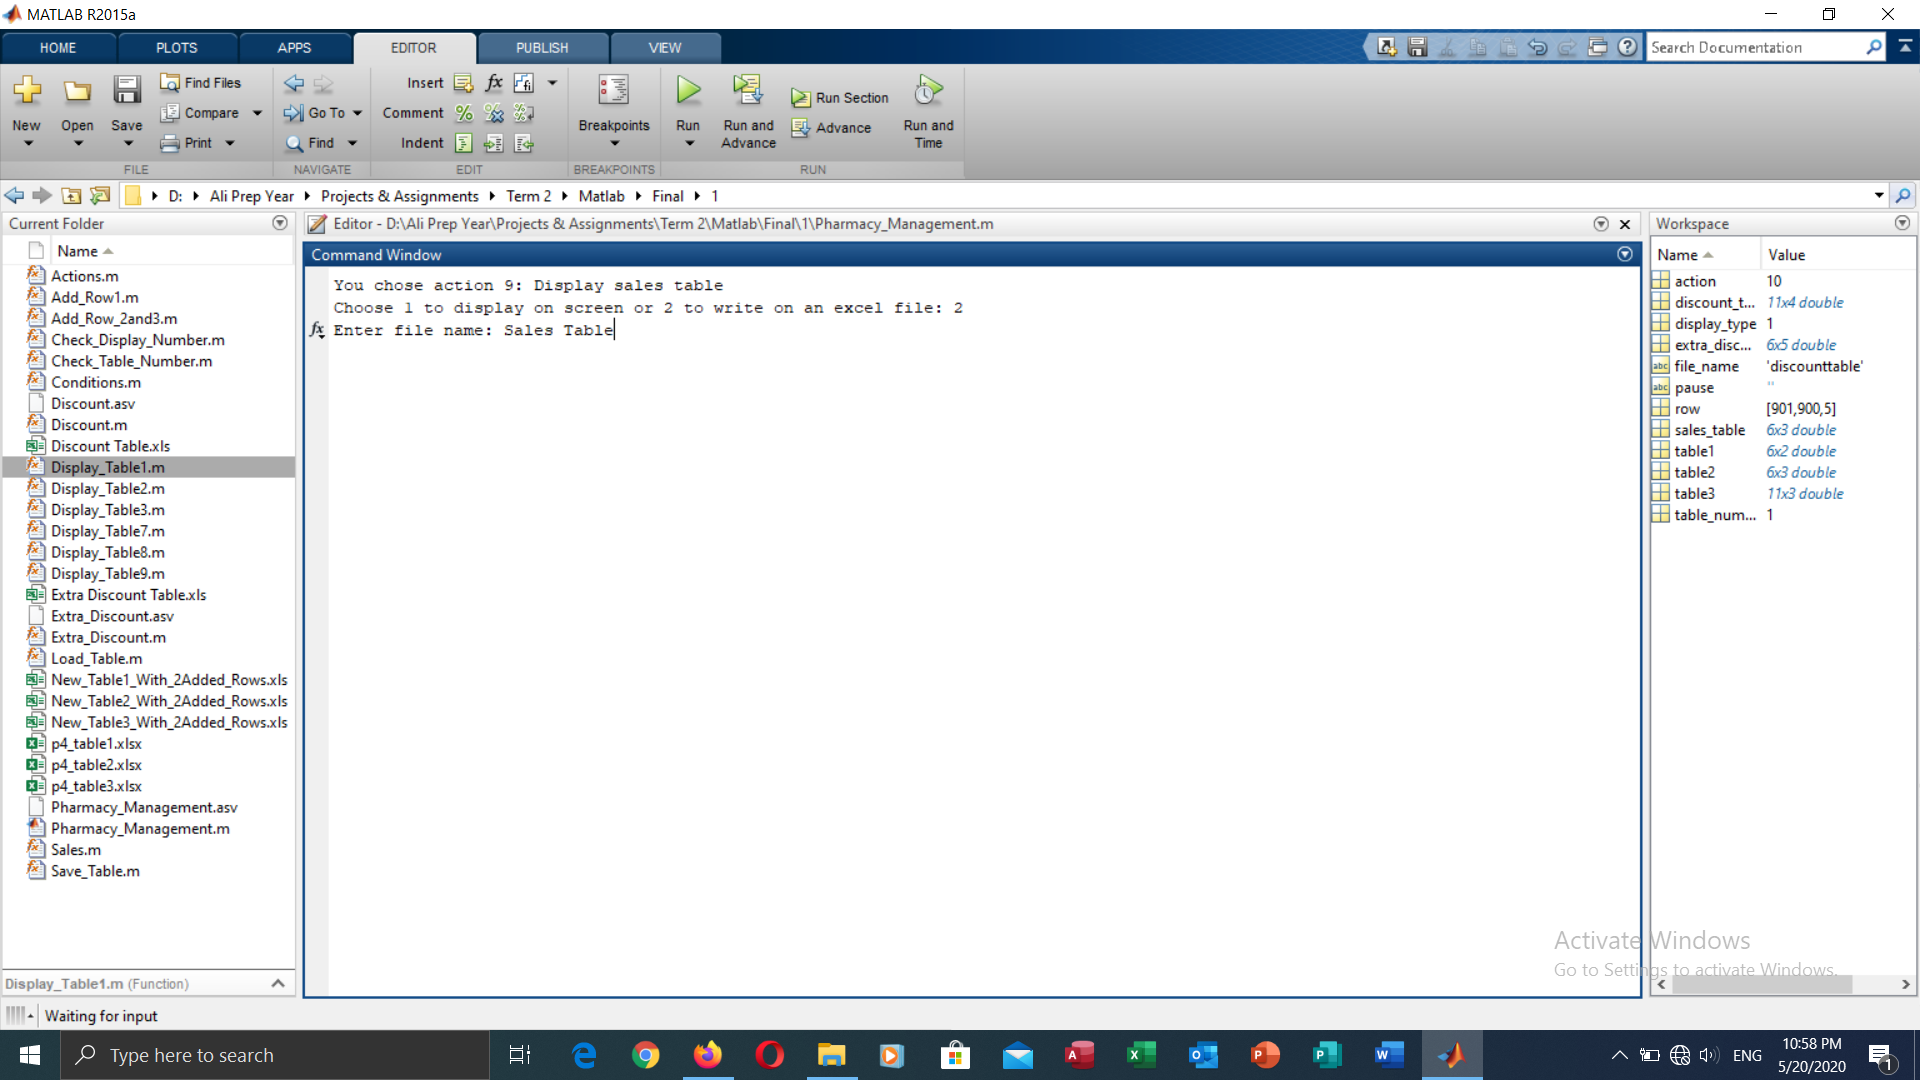 MATLAB R2015a
HOME PLOTS APPS EDITOR PUBLISH VIEW
Search Documentation
New Open Save
Find Files
Compare
Print
FILE
Go To
Find
NAVIGATE
Insert
Comment
Indent
EDIT
Breakpoints
BREAKPOINTS
Run
Run and Advance
Run Section
Advance
Run and Time
RUN
D: Ali Prep Year Projects & Assignments Term 2 Matlab Final 1
Current Folder
Name
Actions.m
Add_Row1.m
Add_Row_2and3.m
Check_Display_Number.m
Check_Table_Number.m
Conditions.m
Discount.asv
Discount.m
Discount Table.xls
Display_Table1.m
Display_Table2.m
Display_Table3.m
Display_Table7.m
Display_Table8.m
Display_Table9.m
Extra Discount Table.xls
Extra_Discount.asv
Extra_Discount.m
Load_Table.m
New_Table1_With_2Added_Rows.xls
New_Table2_With_2Added_Rows.xls
New_Table3_With_2Added_Rows.xls
p4_table1.xlsx
p4_table2.xlsx
p4_table3.xlsx
Pharmacy_Management.asv
Pharmacy_Management.m
Sales.m
Save_Table.m
Display_Table1.m (Function)
Editor - D:\Ali Prep Year\Projects & Assignments\Term 2\Matlab\Final\1\Pharmacy_Management.m
Command Window
You chose action 9: Display sales table
Choose 1 to display on screen or 2 to write on an excel file: 2
fx Enter file name: Sales Table
Workspace
Name Value
action 10
discount_t... 11x4 double
display_type 1
extra_disc... 6x5 double
file_name 'discounttable'
pause ''
row [901,900,5]
sales_table 6x3 double
table1 6x2 double
table2 6x3 double
table3 11x3 double
table_num... 1
Activate Windows
Go to Settings to activate Windows.
Waiting for input
Type here to search
ENG
10:58 PM
5/20/2020
1